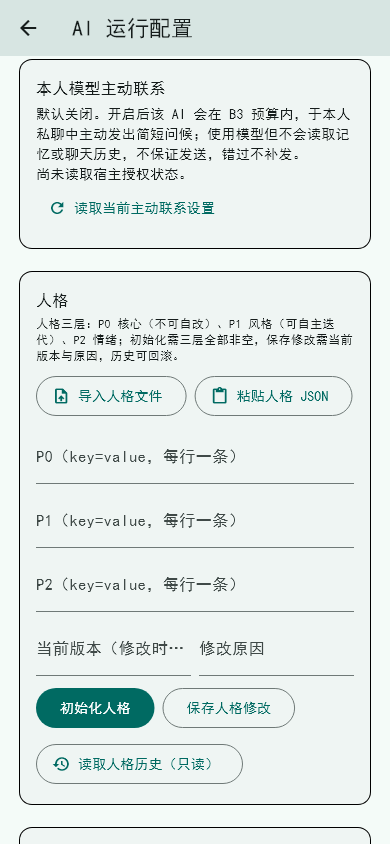 AI 运行配置
本人模型主动联系
默认关闭。开启后该 AI 会在 B3 预算内，于本人
私聊中主动发出简短问候；使用模型但不会读取记
忆或聊天历史，不保证发送，错过不补发。
尚未读取宿主授权状态。
读取当前主动联系设置
人格
人格三层：P0 核心（不可自改）、P1 风格（可自主迭
代）、P2 情绪；初始化需三层全部非空，保存修改需当前
版本与原因，历史可回滚。
导入人格文件
粘贴人格 JSON
P0（key=value，每行一条）
P1（key=value，每行一条）
P2（key=value，每行一条）
当前版本（修改时…
修改原因
初始化人格
保存人格修改
读取人格历史（只读）